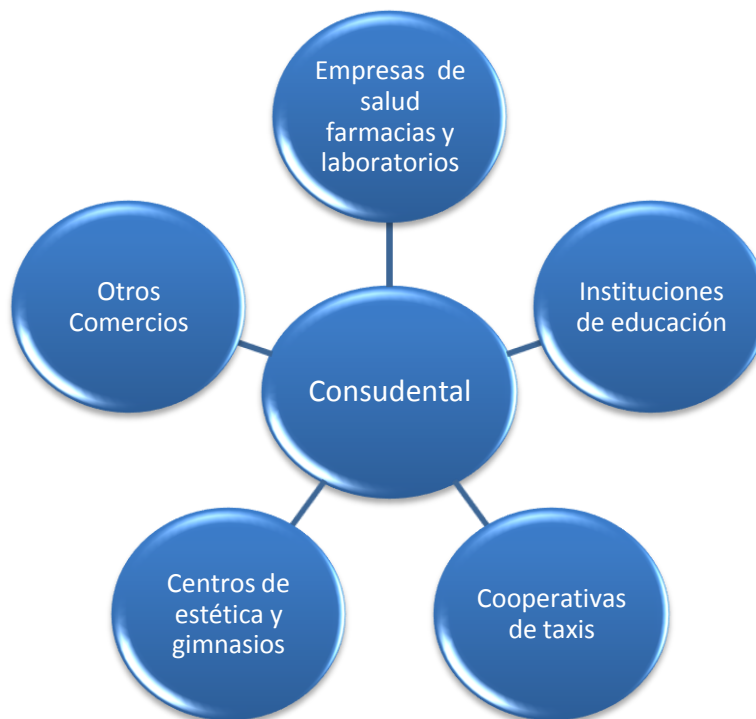 Empresas de
salud
farmacias y
laboratorios
Otros
Comercios
Instituciones
de educación
Consudental
Centros de
estética y
gimnasios
Cooperativas
de taxis